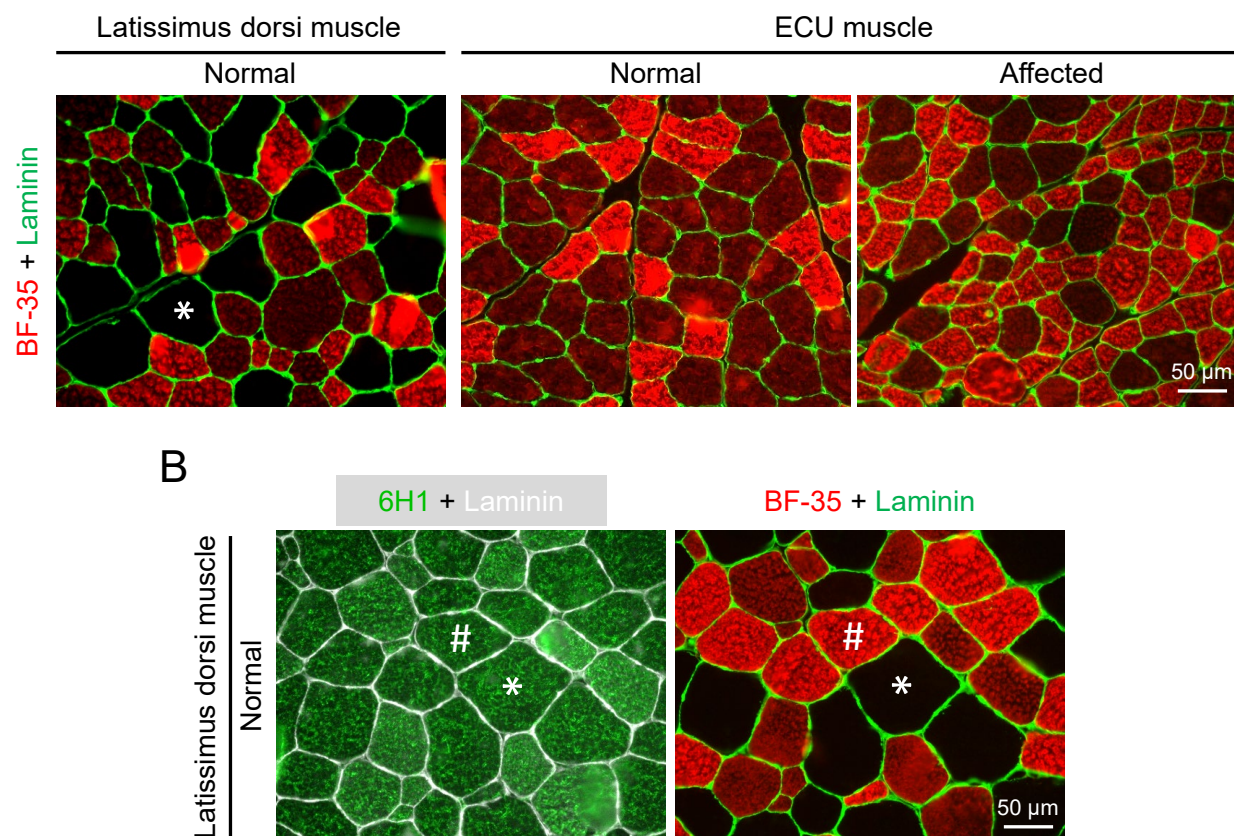 Latissimus dorsi muscle
ECU muscle
Normal
Normal
Affected
BF-35 + Laminin
*
50 µm
B
6H1 + Laminin
BF-35 + Laminin
Latissimus dorsi muscle
Normal
#
*
#
*
50 µm